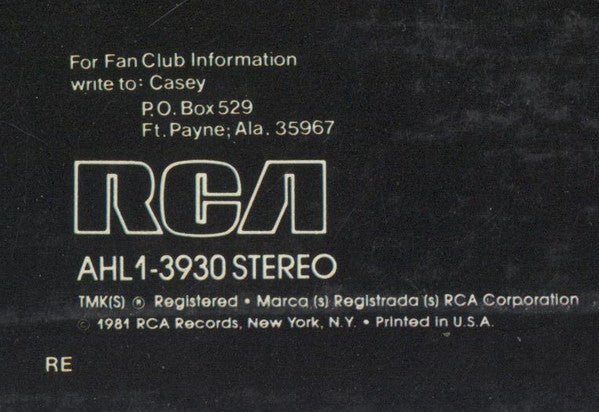 For Fan Club Information
write to: Casey
P.O. Box 529
Ft. Payne, Ala. 35967
RCA
AHL1-3930 STEREO
TMK(S) ® Registered • Marca (s) Registrada (s) RCA Corporation
© 1981 RCA Records, New York, N.Y. • Printed in U.S.A.
RE